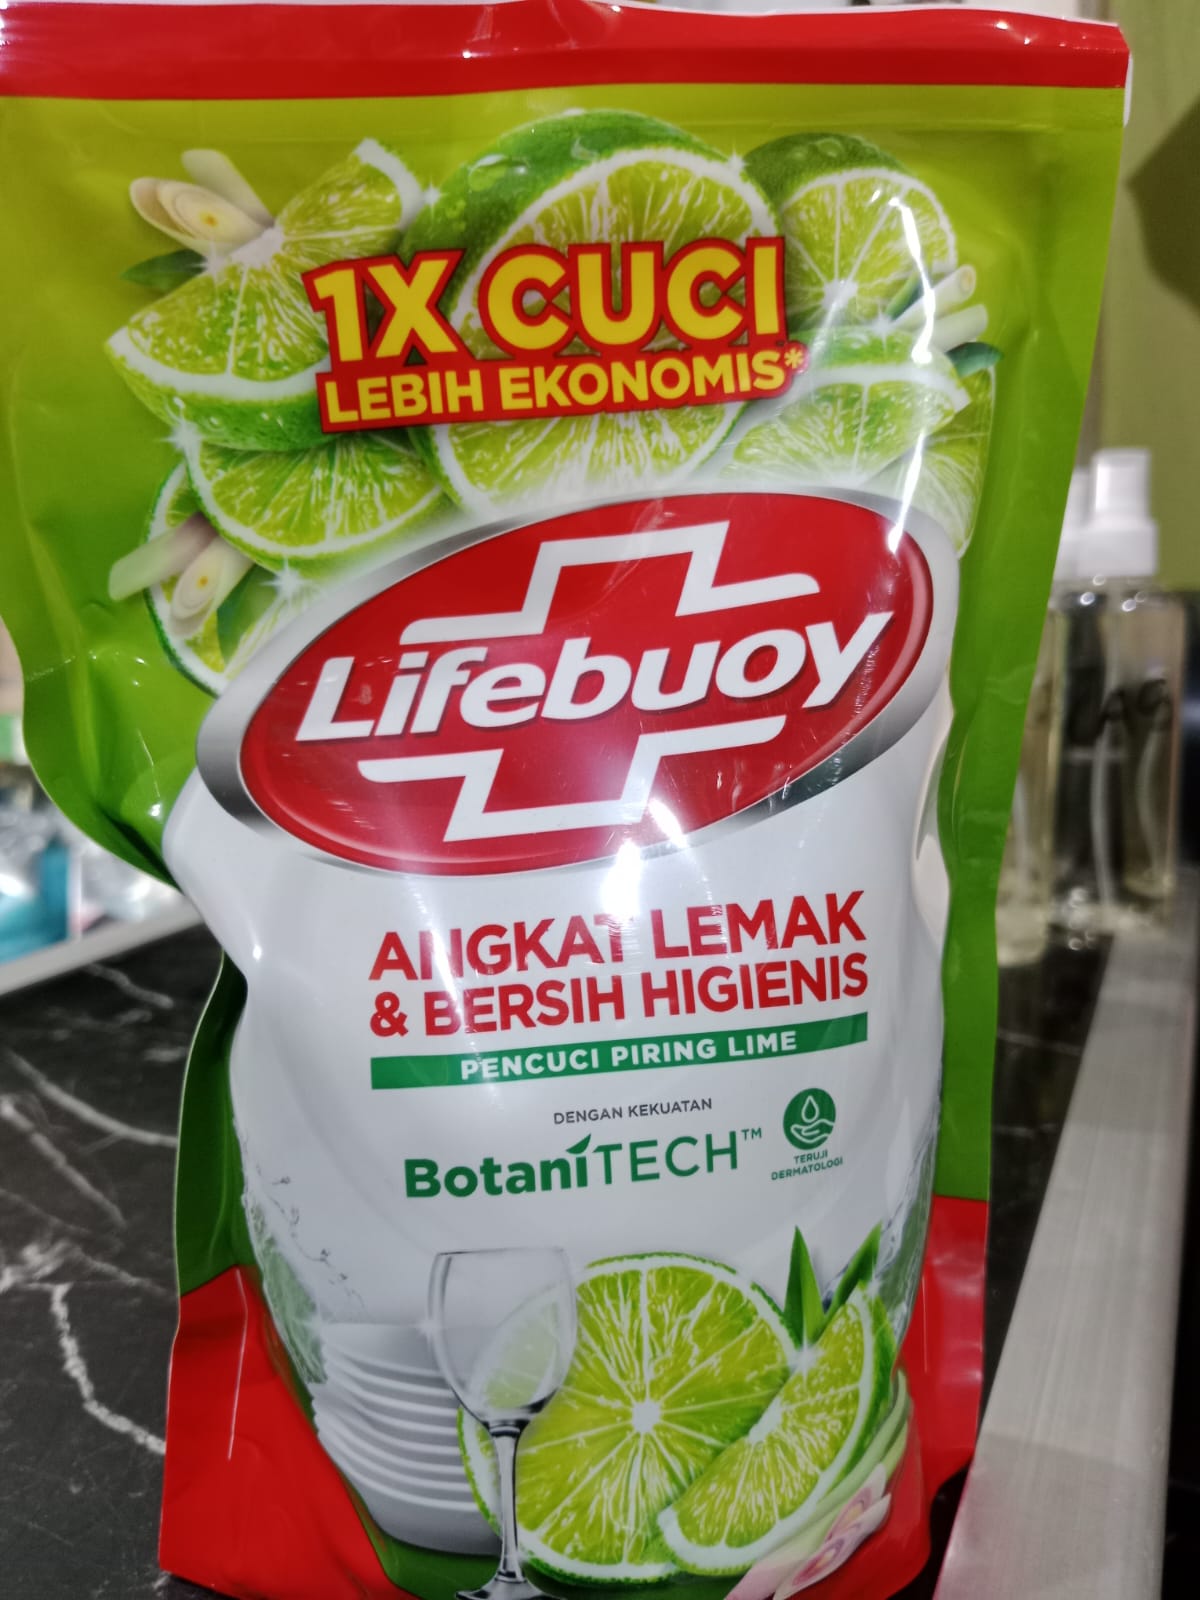 1X CUCI
LEBIH EKONOMIS*
Lifebuoy
ANGKAT LEMAK
& BERSIH HIGIENIS
PENCUCI PIRING LIME
DENGAN KEKUATAN
BotaniTECH™
TERUJI
DERMATOLOGI